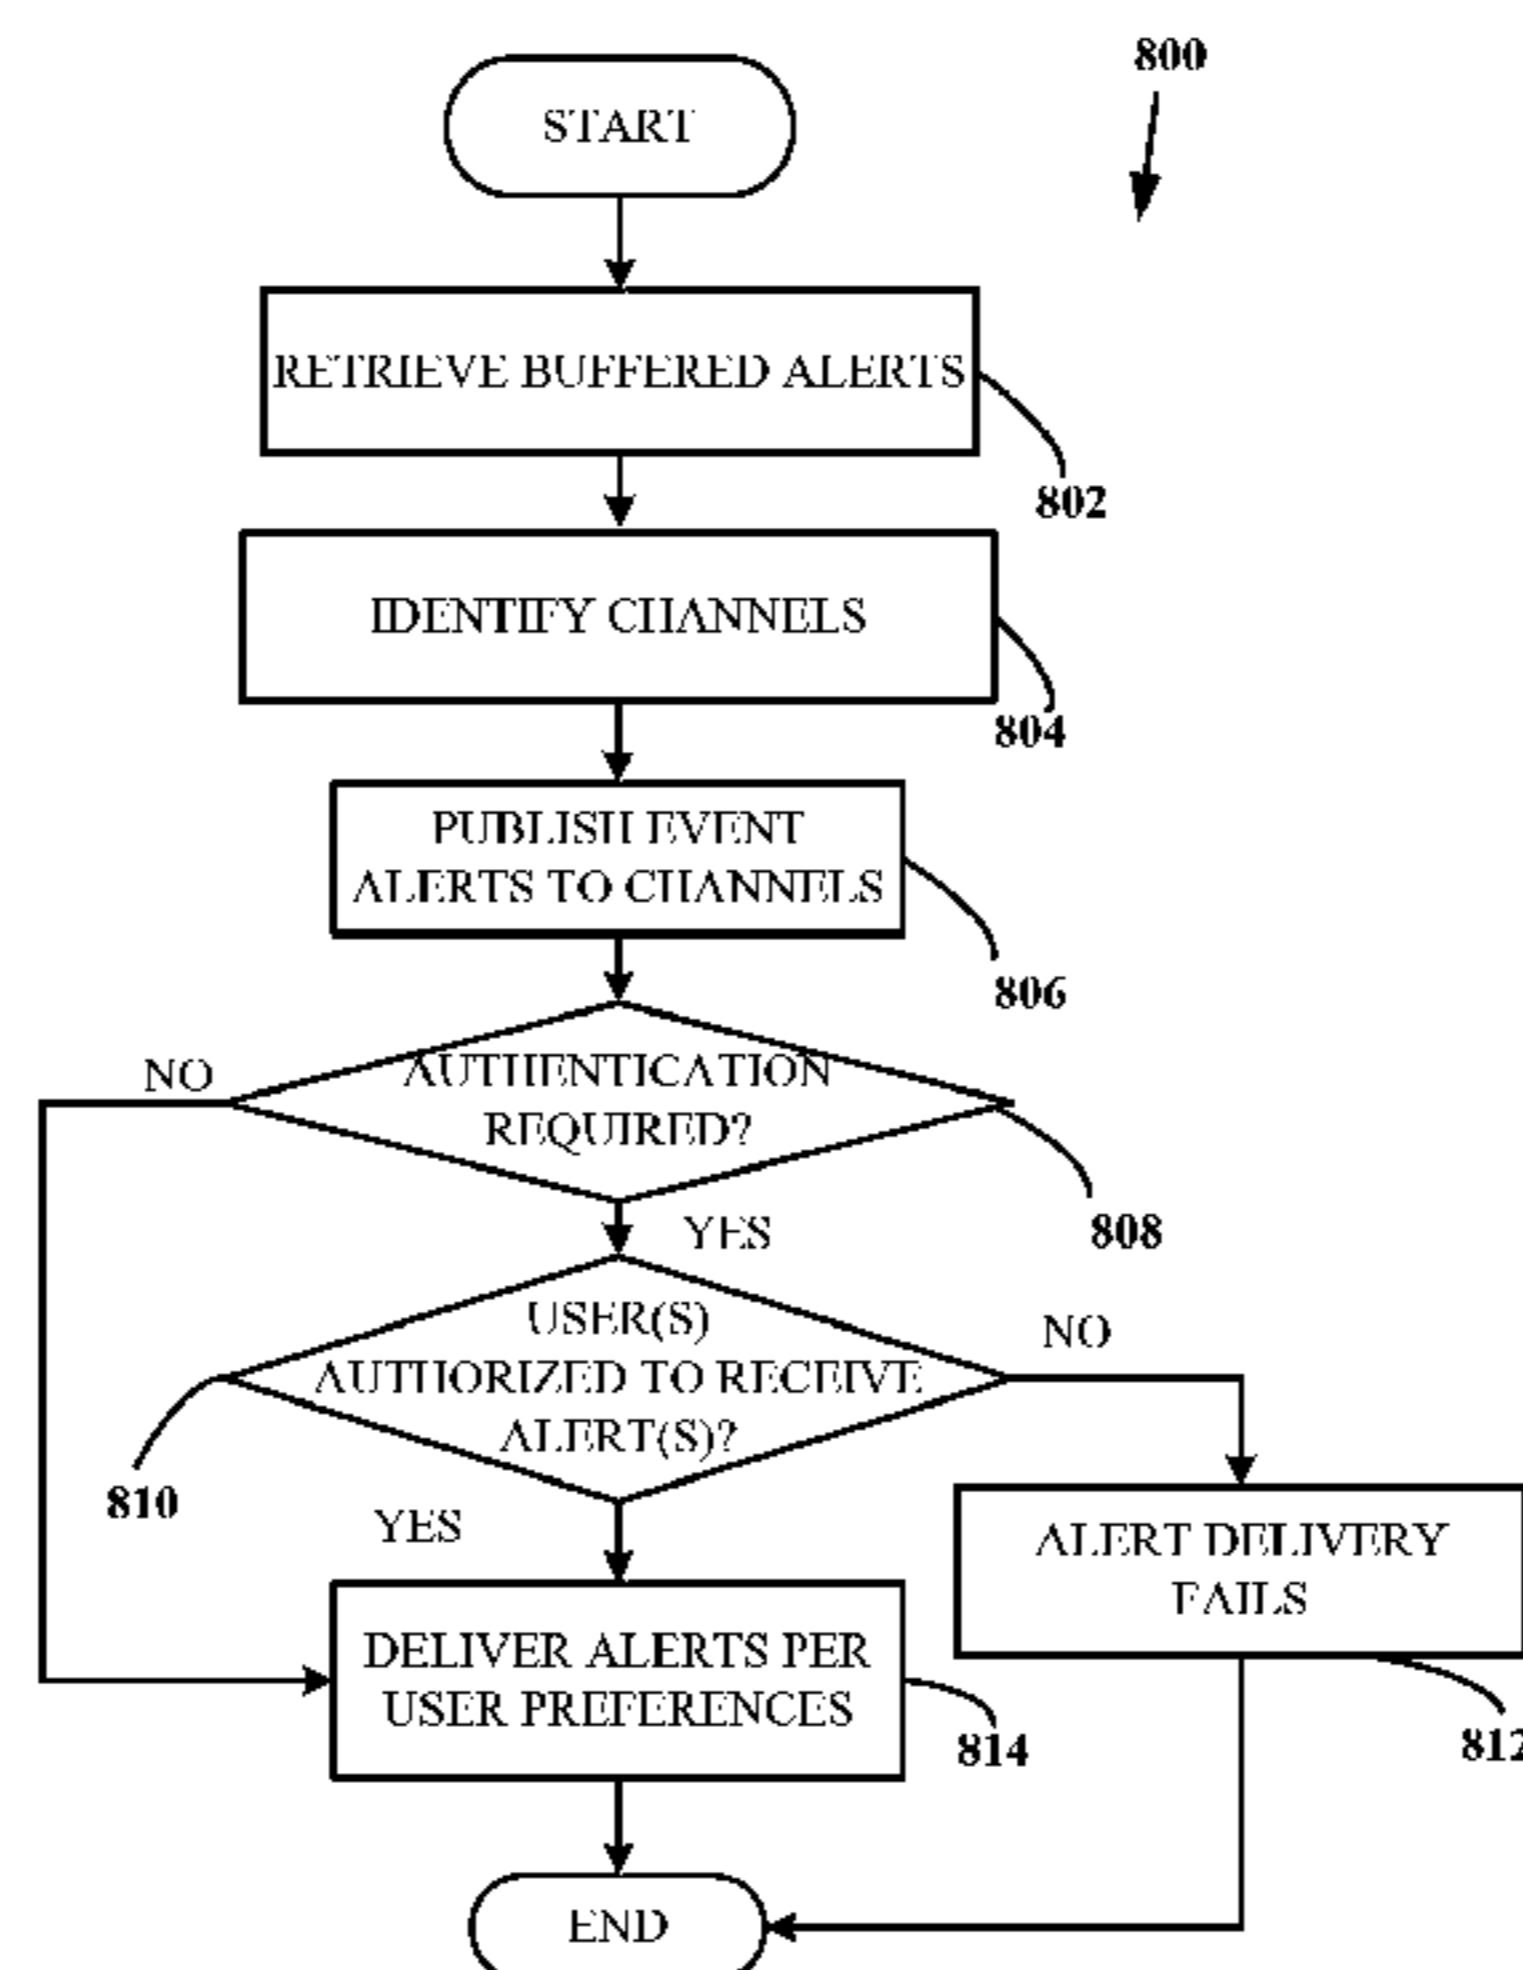 800
START
RETRIEVE BUFFERED ALERTS
802
IDENTIFY CHANNELS
804
PUBLISH EVENT
ALERTS TO CHANNELS
806
NO
AUTHENTICATION
REQUIRED?
808
YES
USER(S)
AUTHORIZED TO RECEIVE
ALERT(S)?
NO
810
YES
ALERT DELIVERY
FAILS
812
DELIVER ALERTS PER
USER PREFERENCES
814
END